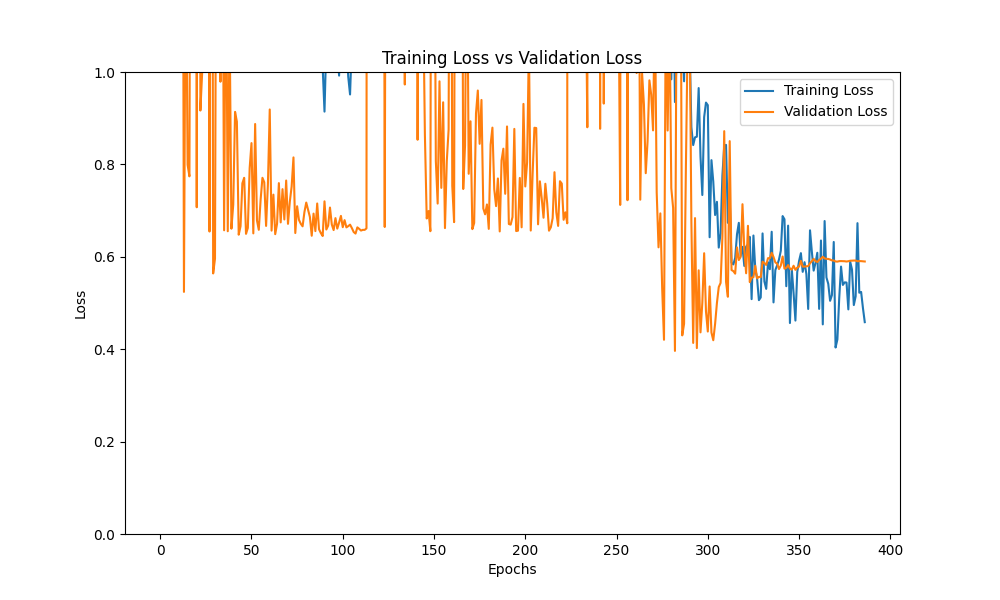 Training Loss vs Validation Loss
Training Loss
Validation Loss
Loss
1.0
0.8
0.6
0.4
0.2
0.0
0 50 100 150 200 250 300 350 400
Epochs